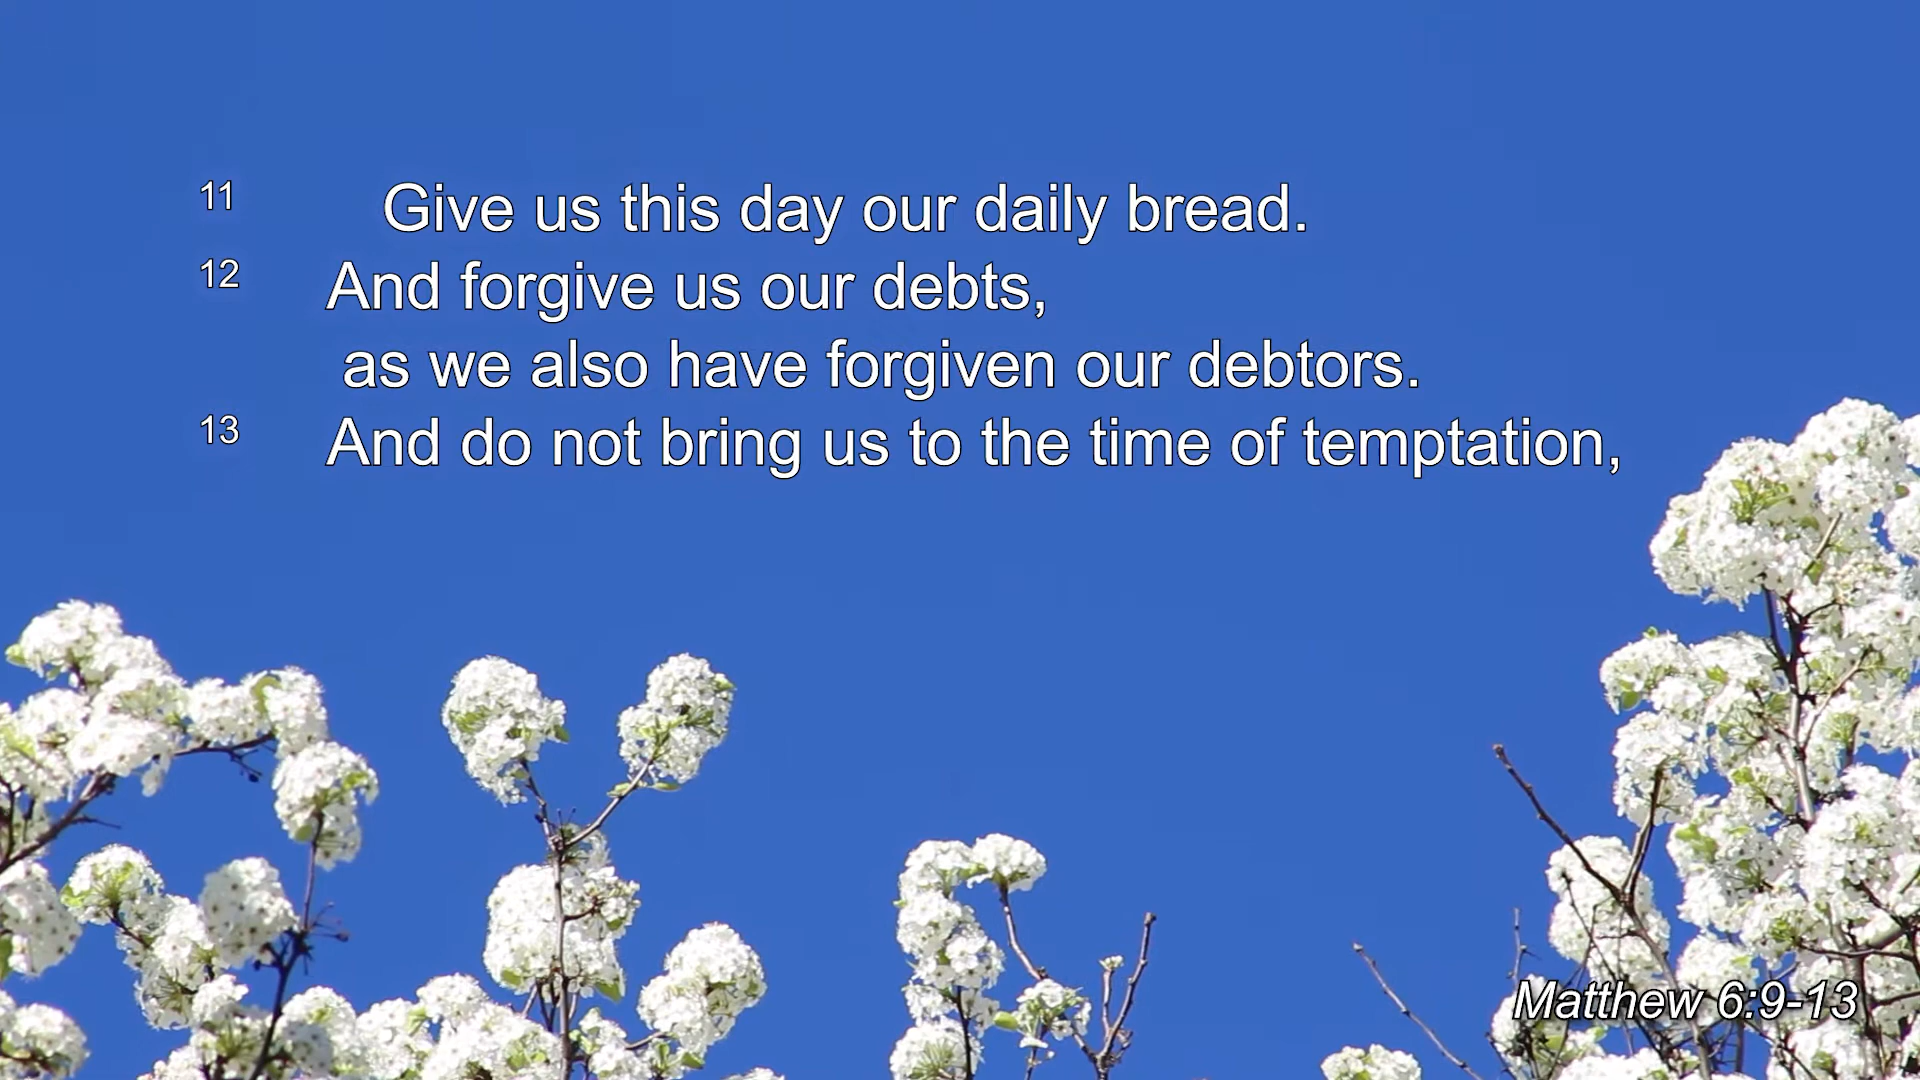 11 Give us this day our daily bread.
12 And forgive us our debts,
as we also have forgiven our debtors.
13 And do not bring us to the time of temptation,
Matthew 6:9-13